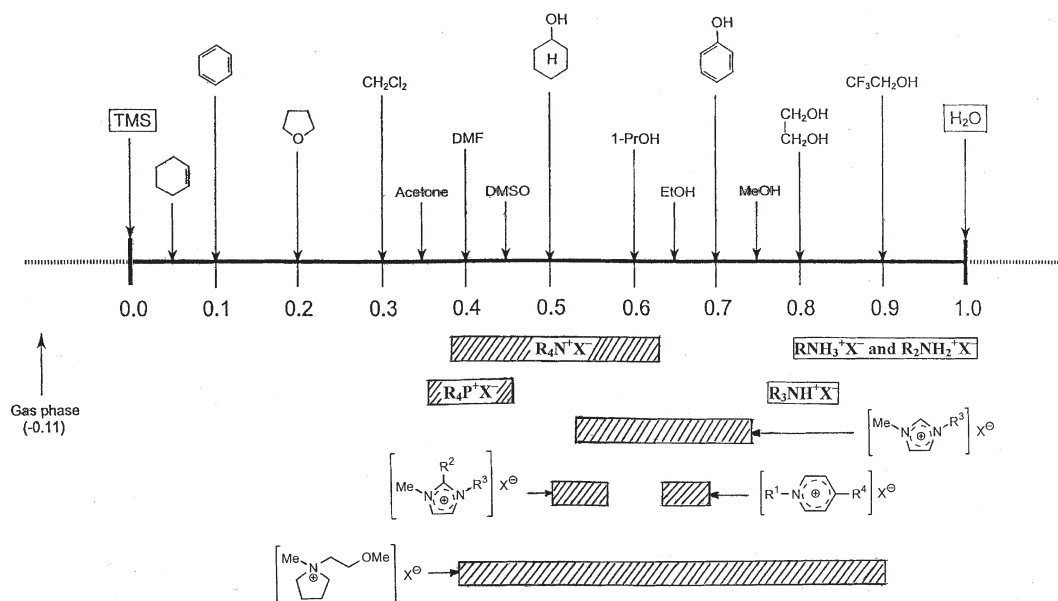 OH
OH
H
CH₂Cl₂
CF₃CH₂OH
TMS
O
DMF
1-PrOH
CH₂OH
CH₂OH
H₂O
Acetone
DMSO
EtOH
MeOH
0.0 0.1 0.2 0.3 0.4 0.5 0.6 0.7 0.8 0.9 1.0
R₄N⁺X⁻
RNH₃⁺X⁻ and R₂NH₂⁺X⁻
R₄P⁺X⁻
R₃NH⁺X⁻
Gas phase
(-0.11)
Me N ⊕ N R³ X⊖
R²
Me N ⊕ N R³ X⊖
R¹ N ⊕ R⁴ X⊖
Me N ⊕ OMe X⊖